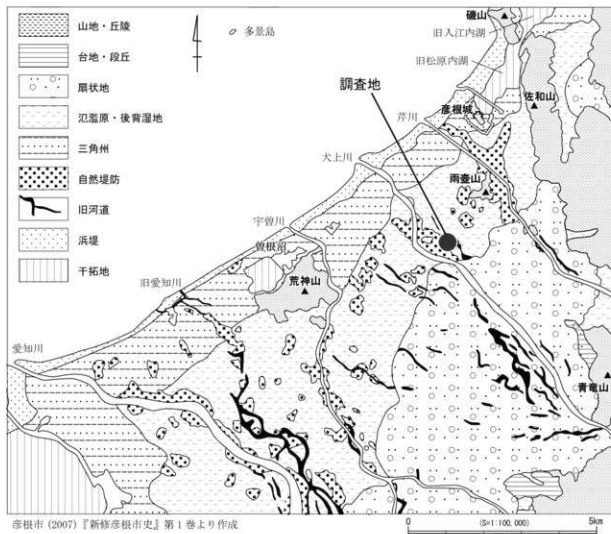 山地・丘陵
台地・段丘
扇状地
氾濫原・後背湿地
三角州
自然堤防
旧河道
浜堤
干拓地
多景島
磯山
旧入江内湖
旧松原内湖
佐和山
調査地
彦根城
芹川
犬上川
雨壺山
宇曽川
曽根沼
旧愛知川
荒神山
愛知川
青竜山
彦根市 (2007) 『新修彦根市史』第1巻より作成
0 (S=1:100,000) 5km